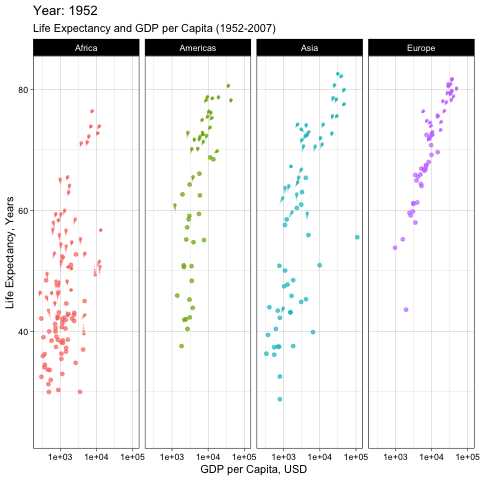 Year: 1952
Life Expectancy and GDP per Capita (1952-2007)
Africa
Americas
Asia
Europe
80
60
40
Life Expectancy, Years
1e+03 1e+04 1e+05
1e+03 1e+04 1e+05
1e+03 1e+04 1e+05
1e+03 1e+04 1e+05
GDP per Capita, USD